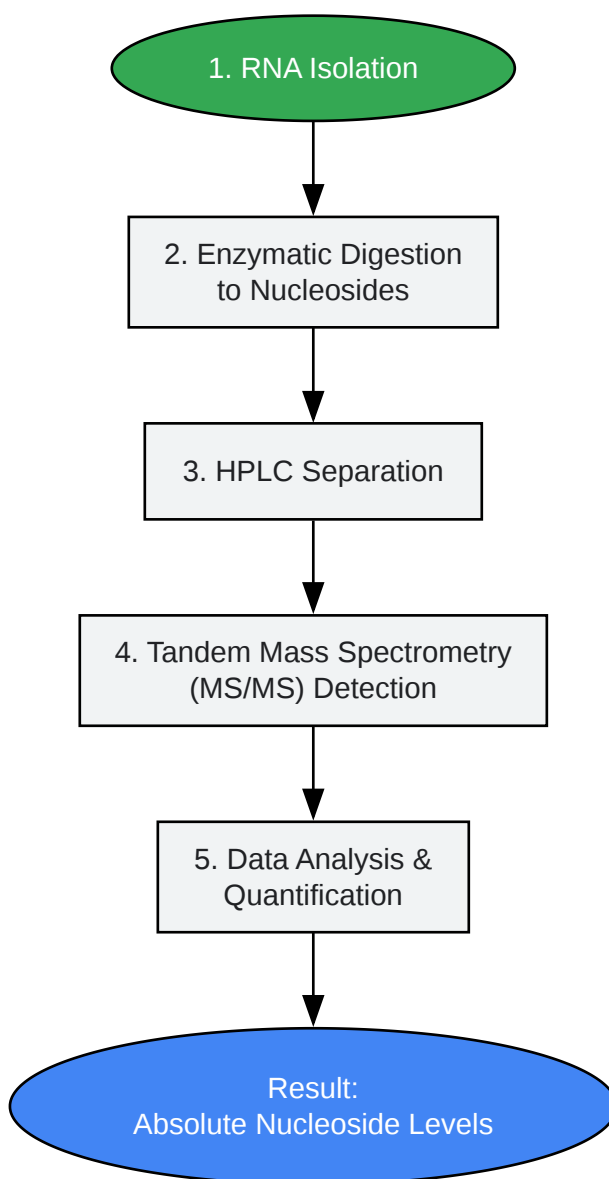 1. RNA Isolation
2. Enzymatic Digestion
to Nucleosides
3. HPLC Separation
4. Tandem Mass Spectrometry
(MS/MS) Detection
5. Data Analysis &
Quantification
Result:
Absolute Nucleoside Levels